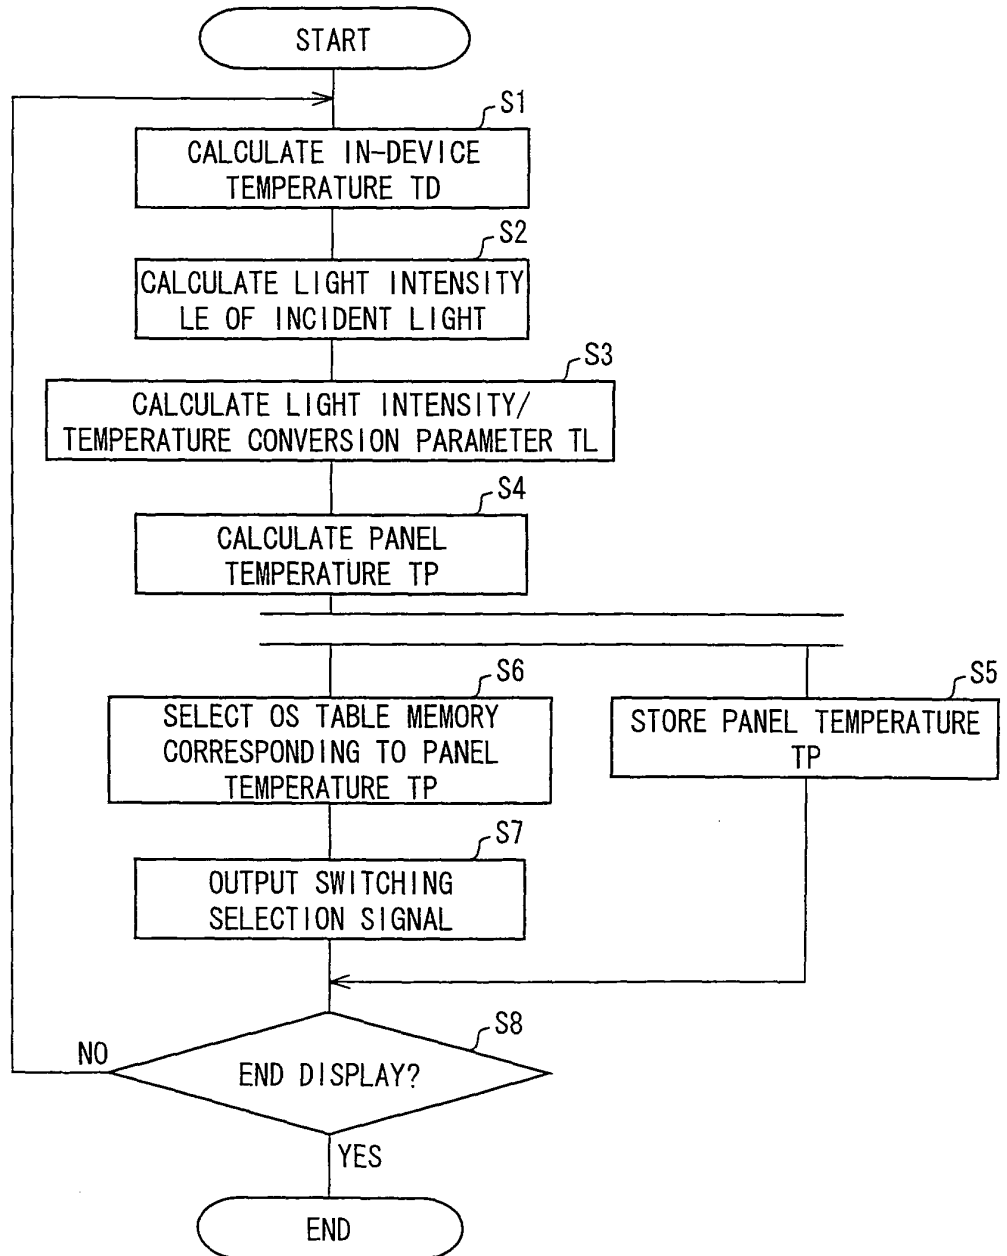 START
S1
CALCULATE IN-DEVICE
TEMPERATURE TD
S2
CALCULATE LIGHT INTENSITY
LE OF INCIDENT LIGHT
S3
CALCULATE LIGHT INTENSITY/
TEMPERATURE CONVERSION PARAMETER TL
S4
CALCULATE PANEL
TEMPERATURE TP
S6
SELECT OS TABLE MEMORY
CORRESPONDING TO PANEL
TEMPERATURE TP
S5
STORE PANEL TEMPERATURE
TP
S7
OUTPUT SWITCHING
SELECTION SIGNAL
S8
END DISPLAY?
NO
YES
END